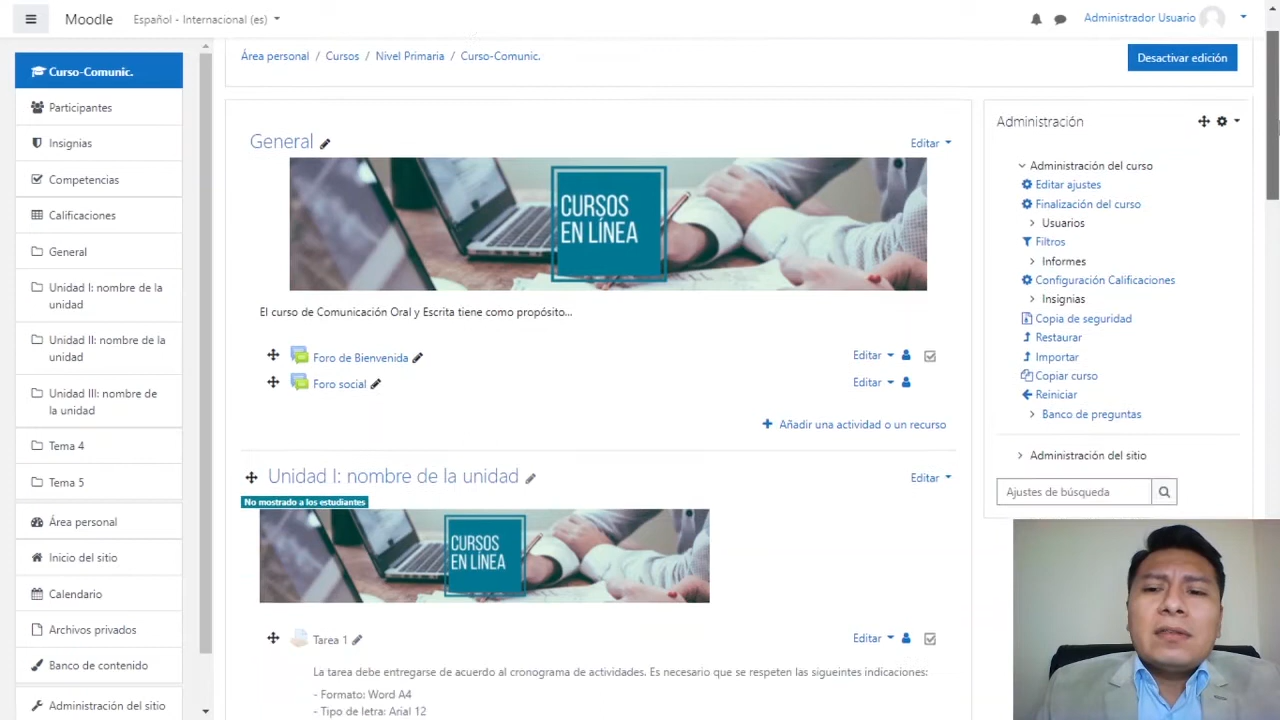 Moodle
Español - Internacional (es)
Administrador Usuario
Curso-Comunic.
Participantes
Insignias
Competencias
Calificaciones
General
Unidad I: nombre de la
unidad
Unidad II: nombre de la
unidad
Unidad III: nombre de
la unidad
Tema 4
Tema 5
Área personal
Inicio del sitio
Calendario
Archivos privados
Banco de contenido
Administración del sitio
Área personal / Cursos / Nivel Primaria / Curso-Comunic.
Desactivar edición
General
Editar
CURSOS
EN LÍNEA
El curso de Comunicación Oral y Escrita tiene como propósito...
Foro de Bienvenida
Editar
Foro social
Editar
Añadir una actividad o un recurso
Unidad I: nombre de la unidad
Editar
No mostrado a los estudiantes
CURSOS
EN LÍNEA
Tarea 1
Editar
La tarea debe entregarse de acuerdo al cronograma de actividades. Es necesario que se respeten las sigueintes indicaciones:
- Formato: Word A4
- Tipo de letra: Arial 12
Administración
Administración del curso
Editar ajustes
Finalización del curso
Usuarios
Filtros
Informes
Configuración Calificaciones
Insignias
Copia de seguridad
Restaurar
Importar
Copiar curso
Reiniciar
Banco de preguntas
Administración del sitio
Ajustes de búsqueda